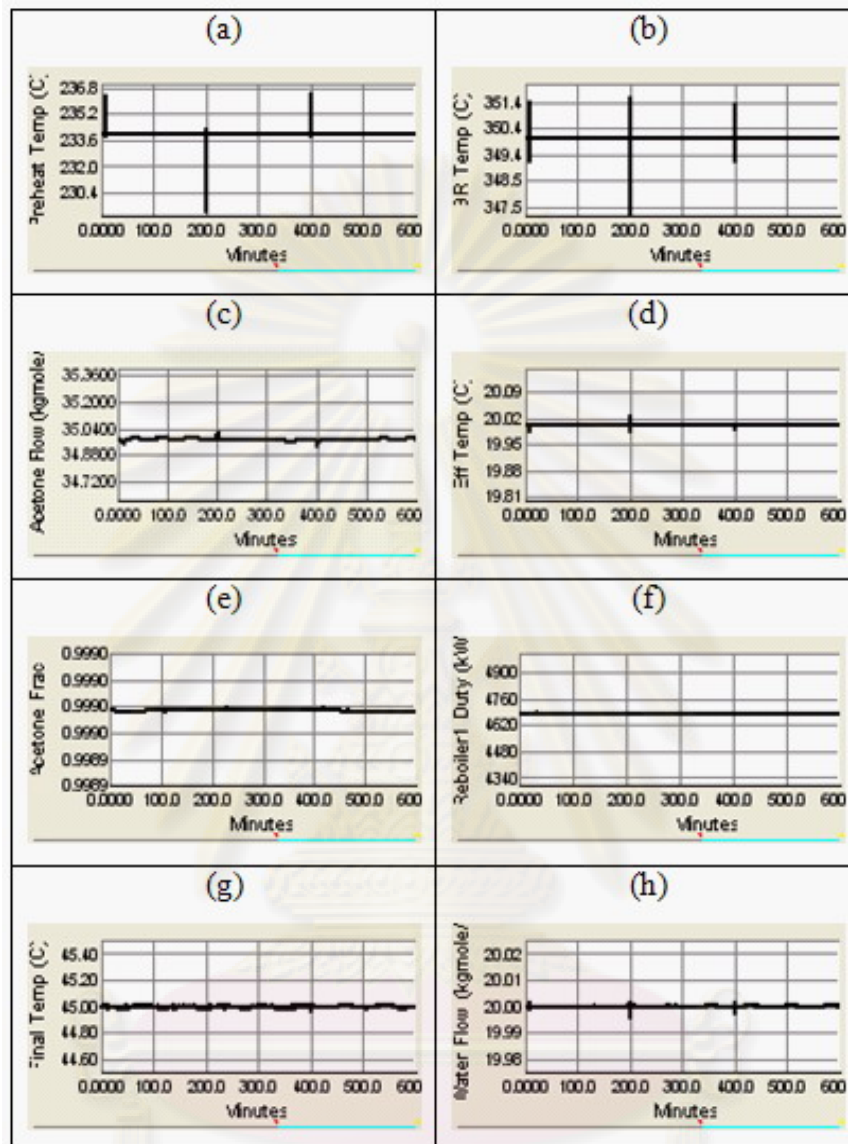 (a)
Preheat Temp (C)
236.8
235.2
233.6
232.0
230.4
0.0000 100.0 200.0 300.0 400.0 500.0 600
Minutes
(b)
Temp (C)
351.4
350.4
349.4
348.5
347.5
0.0000 100.0 200.0 300.0 400.0 500.0 600
Minutes
(c)
Acetone Flow (kgmole/
35.3600
35.2000
35.0400
34.8800
34.7200
0.0000 100.0 200.0 300.0 400.0 500.0 600
Minutes
(d)
Eff Temp (C)
20.09
20.02
19.95
19.88
19.81
0.0000 100.0 200.0 300.0 400.0 500.0 600
Minutes
(e)
Acetone Frac
0.9990
0.9990
0.9990
0.9990
0.9989
0.9989
0.0000 100.0 200.0 300.0 400.0 500.0 600
Minutes
(f)
Reboiler1 Duty (kW
4900
4760
4620
4480
4340
0.0000 100.0 200.0 300.0 400.0 500.0 600
Minutes
(g)
Final Temp (C)
45.40
45.20
45.00
44.80
44.60
0.0000 100.0 200.0 300.0 400.0 500.0 600
Minutes
(h)
Water Flow (kgmole/
20.02
20.01
20.00
19.99
19.98
0.0000 100.0 200.0 300.0 400.0 500.0 600
Minutes